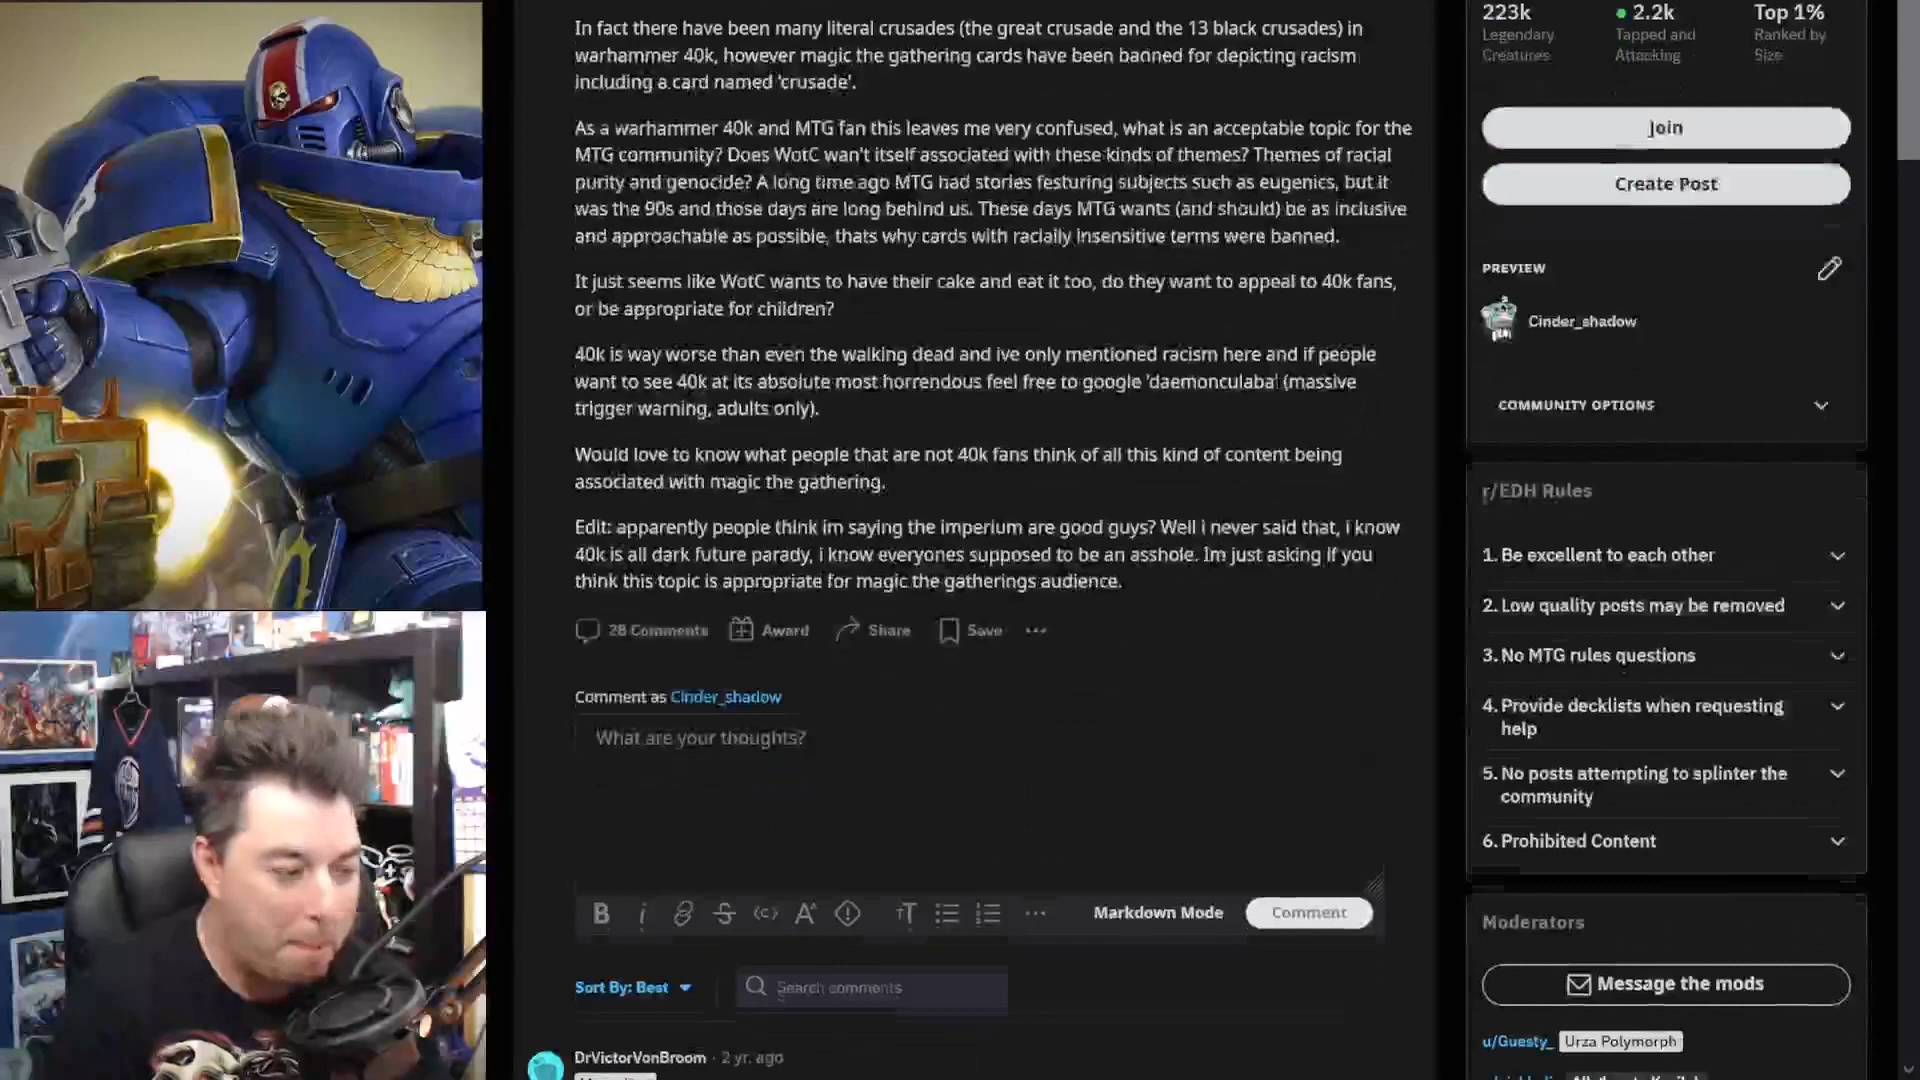 In fact there have been many literal crusades (the great crusade and the 13 black crusades) in
warhammer 40k, however magic the gathering cards have been banned for depicting racism
including a card named 'crusade'.
As a warhammer 40k and MTG fan this leaves me very confused, what is an acceptable topic for the
MTG community? Does WotC wan't itself associated with these kinds of themes? Themes of racial
purity and genocide? A long time ago MTG had stories festuring subjects such as eugenics, but it
was the 90s and those days are long behind us. These days MTG wants (and should) be as inclusive
and approachable as possible, thats why cards with racially insensitive terms were banned.
It just seems like WotC wants to have their cake and eat it too, do they want to appeal to 40k fans,
or be appropriate for children?
40k is way worse than even the walking dead and ive only mentioned racism here and if people
want to see 40k at its absolute most horrendous feel free to google 'daemonculaba' (massive
trigger warning, adults only).
Would love to know what people that are not 40k fans think of all this kind of content being
associated with magic the gathering.
Edit: apparently people think im saying the imperium are good guys? Well i never said that, i know
40k is all dark future parady, i know everyones supposed to be an asshole. Im just asking if you
think this topic is appropriate for magic the gatherings audience.
28 Comments Award Share Save ...
Comment as Cinder_shadow
What are your thoughts?
Markdown Mode Comment
Sort By: Best
Search comments
DrVictorVonBroom · 2 yr. ago
223k 2.2k Top 1%
Legendary Tapped and Ranked by
Creatures Attacking Size
Join
Create Post
PREVIEW
Cinder_shadow
COMMUNITY OPTIONS
r/EDH Rules
1. Be excellent to each other
2. Low quality posts may be removed
3. No MTG rules questions
4. Provide decklists when requesting
help
5. No posts attempting to splinter the
community
6. Prohibited Content
Moderators
Message the mods
u/Guesty_ Urza Polymorph